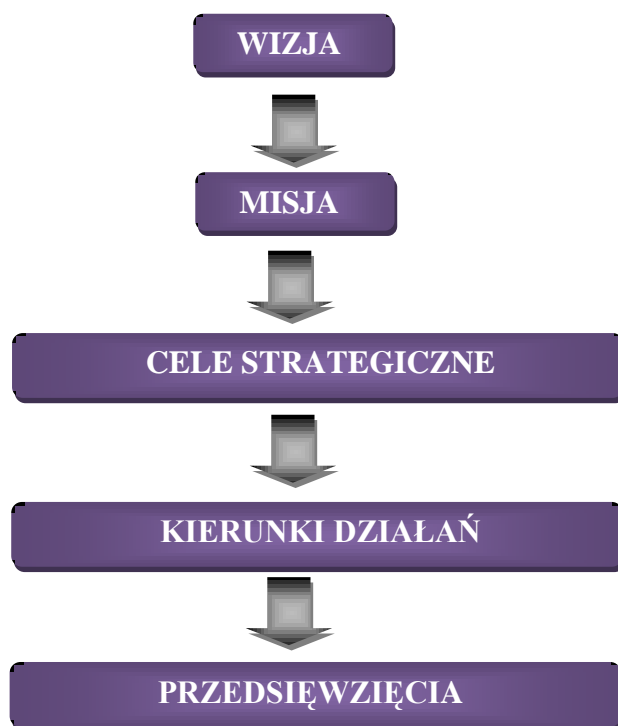 WIZJA
MISJA
CELE STRATEGICZNE
KIERUNKI DZIAŁAŃ
PRZEDSIĘWZIĘCIA